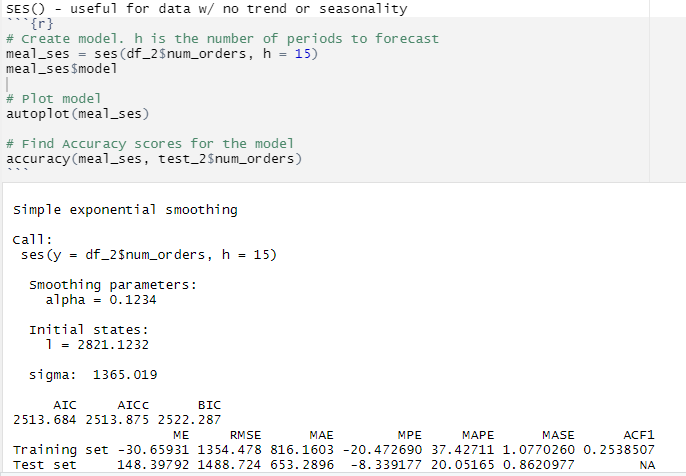 SES() - useful for data w/ no trend or seasonality
```{r}
# Create model. h is the number of periods to forecast
meal_ses = ses(df_2$num_orders, h = 15)
meal_ses$model
# Plot model
autoplot(meal_ses)
# Find Accuracy scores for the model
accuracy(meal_ses, test_2$num_orders)
```
Simple exponential smoothing
Call:
ses(y = df_2$num_orders, h = 15)
Smoothing parameters:
alpha = 0.1234
Initial states:
l = 2821.1232
sigma: 1365.019
AIC AICc BIC
2513.684 2513.875 2522.287
ME RMSE MAE MPE MAPE MASE ACF1
Training set -30.65931 1354.478 816.1603 -20.472690 37.42711 1.0770260 0.2538507
Test set 148.39792 1488.724 653.2896 -8.339177 20.05165 0.8620977 NA